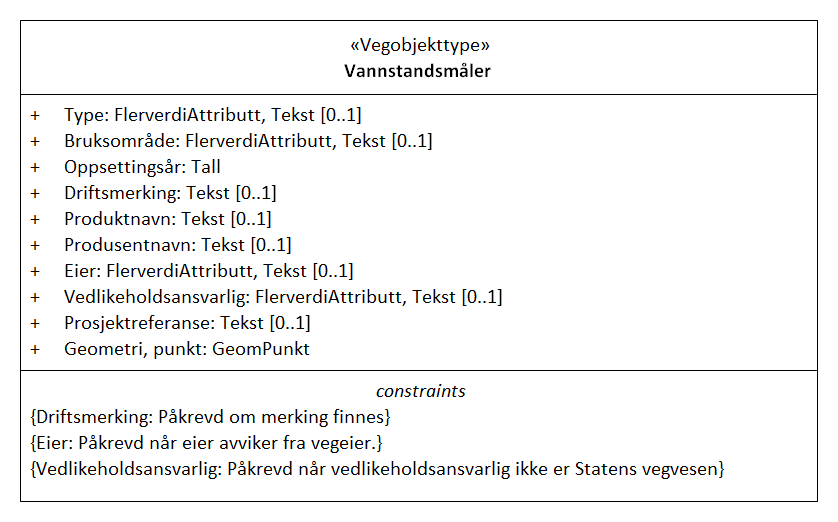 «Vegobjekttype»
Vannstandsmåler
+ Type: FlerverdiAttributt, Tekst [0..1]
+ Bruksområde: FlerverdiAttributt, Tekst [0..1]
+ Oppsettingsår: Tall
+ Driftsmerking: Tekst [0..1]
+ Produktnavn: Tekst [0..1]
+ Produsentnavn: Tekst [0..1]
+ Eier: FlerverdiAttributt, Tekst [0..1]
+ Vedlikeholdsansvarlig: FlerverdiAttributt, Tekst [0..1]
+ Prosjektreferanse: Tekst [0..1]
+ Geometri, punkt: GeomPunkt
constraints
{Driftsmerking: Påkrevd om merking finnes}
{Eier: Påkrevd når eier avviker fra vegeier.}
{Vedlikeholdsansvarlig: Påkrevd når vedlikeholdsansvarlig ikke er Statens vegvesen}